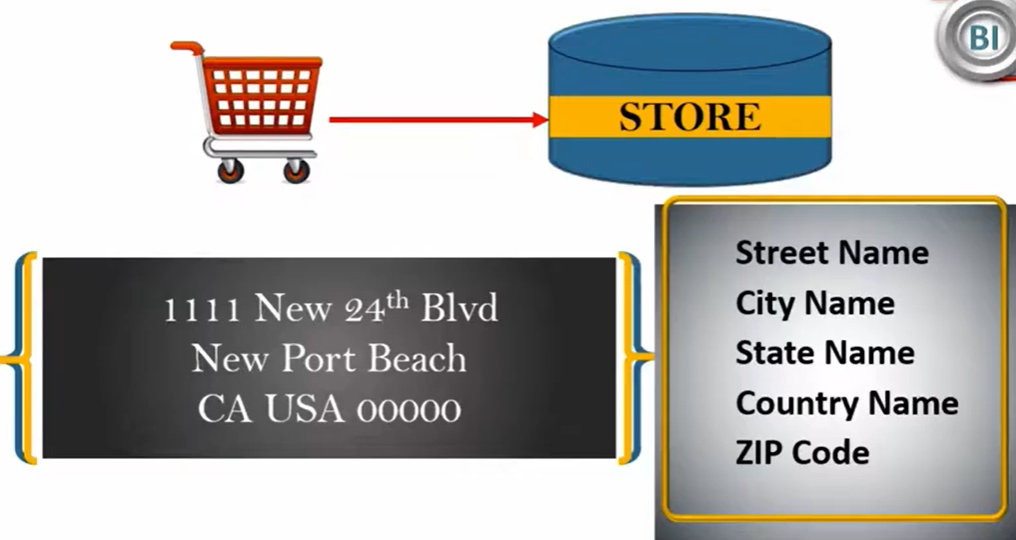 BI
STORE
1111 New 24th Blvd
New Port Beach
CA USA 00000
Street Name
City Name
State Name
Country Name
ZIP Code